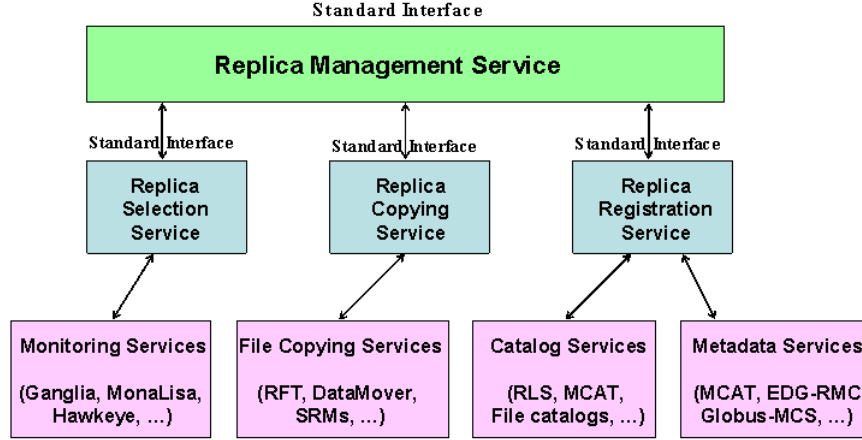 Standard Interface
Replica Management Service
Standard Interface
Standard Interface
Standard Interface
Replica
Selection
Service
Replica
Copying
Service
Replica
Registration
Service
Monitoring Services
(Ganglia, MonaLisa,
Hawkeye, ...)
File Copying Services
(RFT, DataMover,
SRMs, ...)
Catalog Services
(RLS, MCAT,
File catalogs, ...)
Metadata Services
(MCAT, EDG-RMC
Globus-MCS, ...)